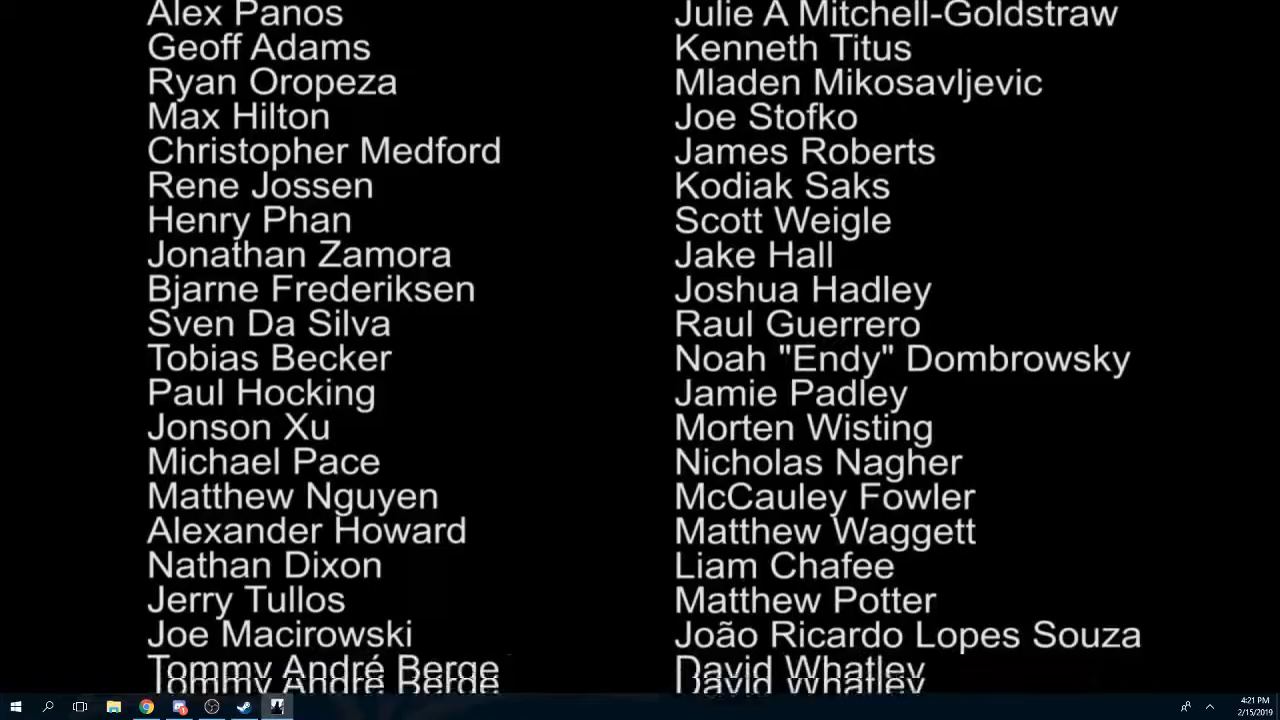 Alex Panos
Geoff Adams
Ryan Oropeza
Max Hilton
Christopher Medford
Rene Jossen
Henry Phan
Jonathan Zamora
Bjarne Frederiksen
Sven Da Silva
Tobias Becker
Paul Hocking
Jonson Xu
Michael Pace
Matthew Nguyen
Alexander Howard
Nathan Dixon
Jerry Tullos
Joe Macirowski
Tommy André Berge
Julie A Mitchell-Goldstraw
Kenneth Titus
Mladen Mikosavljevic
Joe Stofko
James Roberts
Kodiak Saks
Scott Weigle
Jake Hall
Joshua Hadley
Raul Guerrero
Noah "Endy" Dombrowsky
Jamie Padley
Morten Wisting
Nicholas Nagher
McCauley Fowler
Matthew Waggett
Liam Chafee
Matthew Potter
João Ricardo Lopes Souza
David Whatley
4:21 PM
2/15/2019